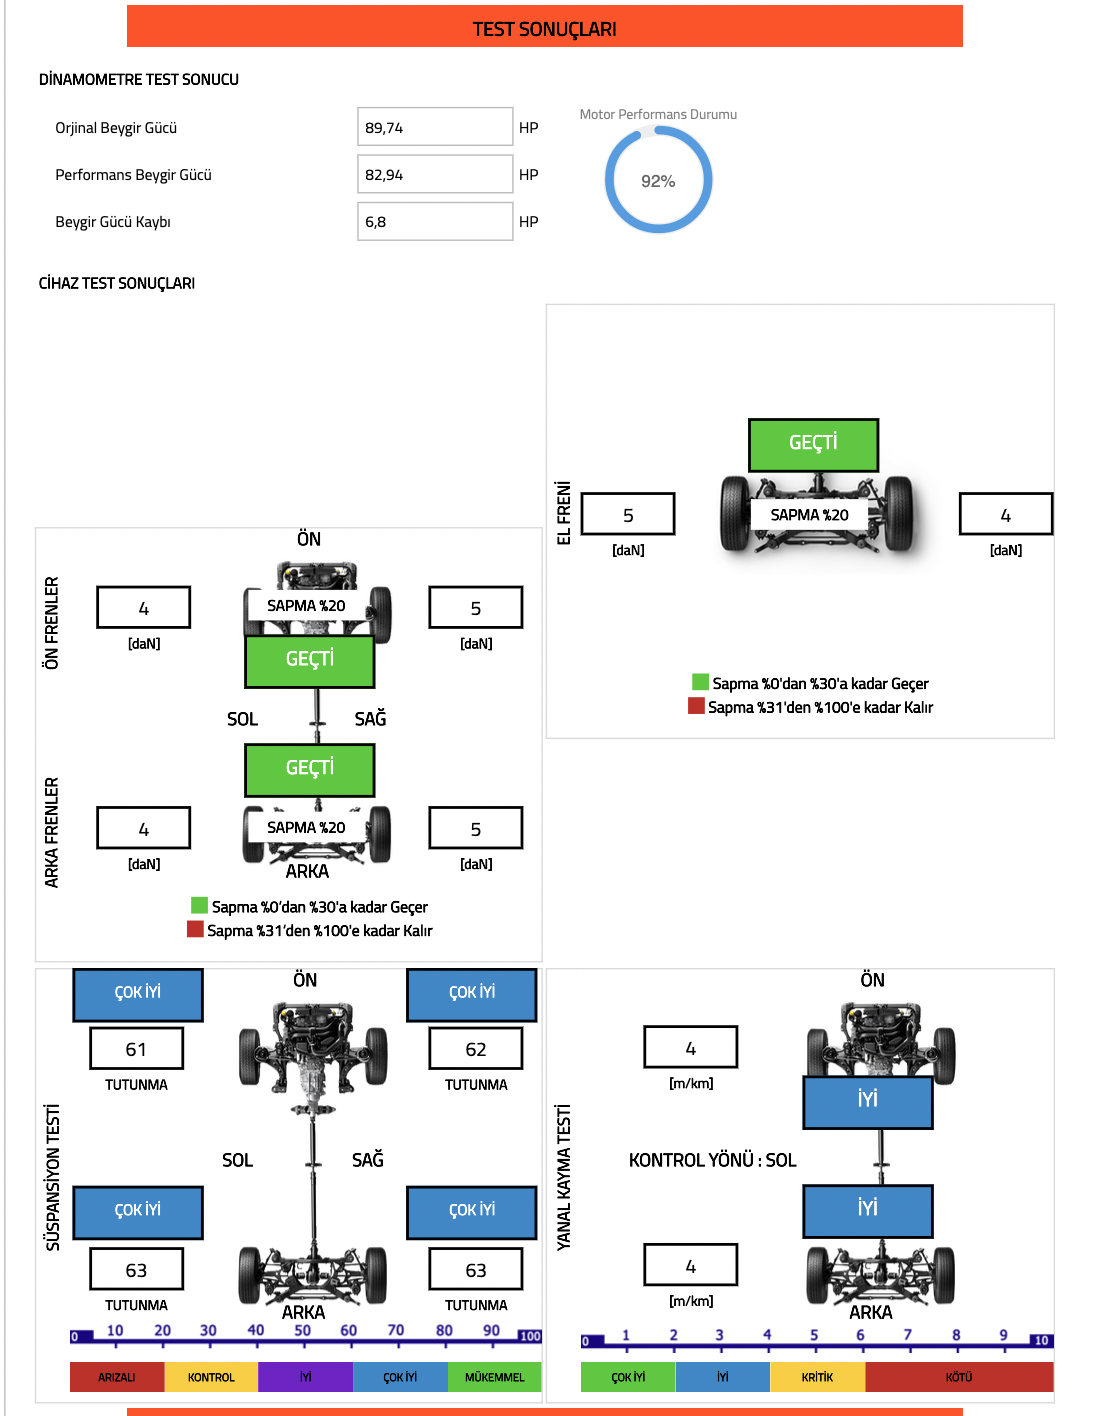 TEST SONUÇLARI
DİNAMOMETRE TEST SONUCU
Orjinal Beygir Gücü 89,74 HP
Performans Beygir Gücü 82,94 HP
Beygir Gücü Kaybı 6,8 HP
Motor Performans Durumu
92%
CİHAZ TEST SONUÇLARI
EL FRENİ
GEÇTİ
5 SAPMA %20 4
[daN] [daN]
Sapma %0'dan %30'a kadar Geçer
Sapma %31'den %100'e kadar Kalır
ÖN
ÖN FRENLER
4 SAPMA %20 5
[daN] [daN]
GEÇTİ
SOL SAĞ
GEÇTİ
ARKA FRENLER
4 SAPMA %20 5
[daN] [daN]
ARKA
Sapma %0'dan %30'a kadar Geçer
Sapma %31'den %100'e kadar Kalır
SÜSPANSİYON TESTİ
ÖN
ÇOK İYİ ÇOK İYİ
61 62
TUTUNMA TUTUNMA
SOL SAĞ
ÇOK İYİ ÇOK İYİ
63 63
TUTUNMA TUTUNMA
ARKA
0 10 20 30 40 50 60 70 80 90 100
ARIZALI KONTROL İYİ ÇOK İYİ MÜKEMMEL
YANAL KAYMA TESTİ
ÖN
4
[m/km]
İYİ
KONTROL YÖNÜ : SOL
İYİ
4
[m/km]
ARKA
0 1 2 3 4 5 6 7 8 9 10
ÇOK İYİ İYİ KRİTİK KÖTÜ